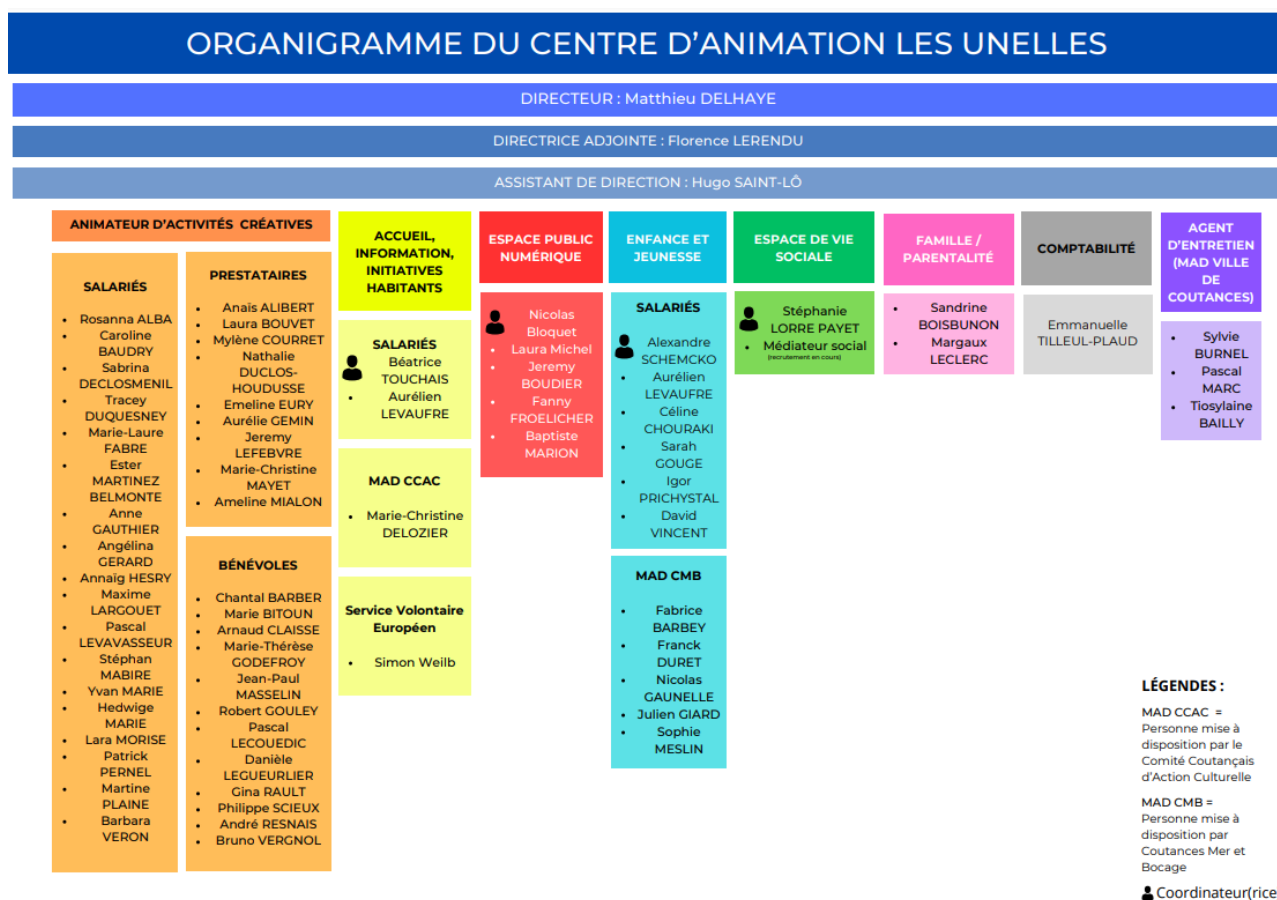 ORGANIGRAMME DU CENTRE D'ANIMATION LES UNELLES
DIRECTEUR : Matthieu DELHAYE
DIRECTRICE ADJOINTE : Florence LERENDU
ASSISTANT DE DIRECTION : Hugo SAINT-LÔ
ANIMATEUR D'ACTIVITÉS CRÉATIVES
SALARIÉS
• Rosanna ALBA
• Caroline
BAUDRY
• Sabrina
DECLOSMENIL
• Tracey
DUQUESNEY
• Marie-Laure
FABRE
• Ester
MARTINEZ
BELMONTE
• Anne
GAUTHIER
• Angélina
GERARD
• Annaïg HESRY
• Maxime
LARGOUET
• Pascal
LEVAVASSEUR
• Stéphan
MABIRE
• Yvan MARIE
• Hedwige
MARIE
• Lara MORISE
• Patrick
PERNEL
• Martine
PLAINE
• Barbara
VERON
PRESTATAIRES
• Anaïs ALIBERT
• Laura BOUVET
• Mylène COURRET
• Nathalie
DUCLOS-
HOUDUSSE
• Emeline EURY
• Aurélie GEMIN
• Jeremy
LEFEBVRE
• Marie-Christine
MAYET
• Ameline MIALON
BÉNÉVOLES
• Chantal BARBER
• Marie BITOUN
• Arnaud CLAISSE
• Marie-Thérèse
GODEFROY
• Jean-Paul
MASSELIN
• Robert GOULEY
• Pascal
LECOUEDIC
• Danièle
LEGUEURLIER
• Gina RAULT
• Philippe SCIEUX
• André RESNAIS
• Bruno VERGNOL
ACCUEIL,
INFORMATION,
INITIATIVES
HABITANTS
SALARIÉS
Béatrice
TOUCHAIS
• Aurélien
LEVAUFRE
MAD CCAC
• Marie-Christine
DELOZIER
Service Volontaire
Européen
• Simon Weilb
ESPACE PUBLIC
NUMÉRIQUE
Nicolas
Bloquet
• Laura Michel
• Jeremy
BOUDIER
• Fanny
FROELICHER
• Baptiste
MARION
ENFANCE ET
JEUNESSE
SALARIÉS
Alexandre
SCHEMCKO
• Aurélien
LEVAUFRE
• Céline
CHOURAKI
• Sarah
GOUGE
• Igor
PRICHYSTAL
• David
VINCENT
MAD CMB
• Fabrice
BARBEY
• Franck
DURET
• Nicolas
GAUNELLE
• Julien GIARD
• Sophie
MESLIN
ESPACE DE VIE
SOCIALE
Stéphanie
LORRE PAYET
• Médiateur social
(recrutement en cours)
FAMILLE /
PARENTALITÉ
• Sandrine
BOISBUNON
• Margaux
LECLERC
COMPTABILITÉ
Emmanuelle
TILLEUL-PLAUD
AGENT
D'ENTRETIEN
(MAD VILLE
DE
COUTANCES)
• Sylvie
BURNEL
• Pascal
MARC
• Tiosylaine
BAILLY
LÉGENDES :
MAD CCAC =
Personne mise à
disposition par le
Comité Coutançais
d'Action Culturelle
MAD CMB =
Personne mise à
disposition par
Coutances Mer et
Bocage
Coordinateur(rice